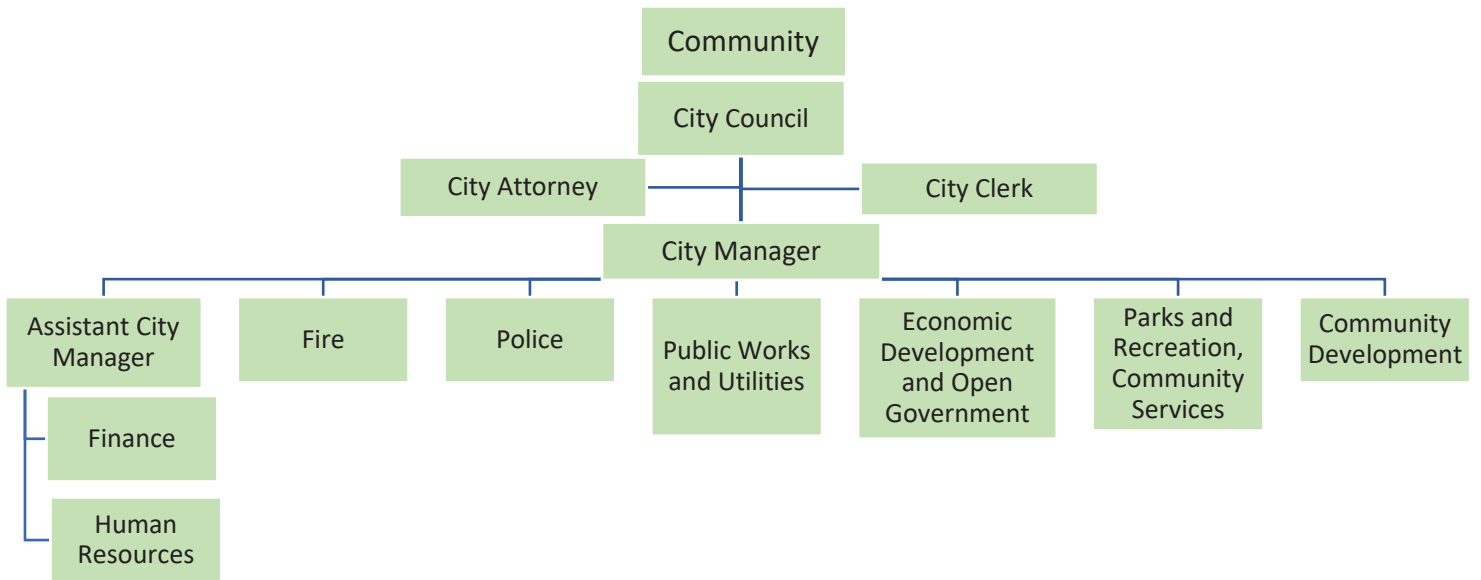 Community
City Council
City Attorney
City Clerk
City Manager
Assistant City
Manager
Fire
Police
Public Works
and Utilities
Economic
Development
and Open
Government
Parks and
Recreation,
Community
Services
Community
Development
Finance
Human
Resources